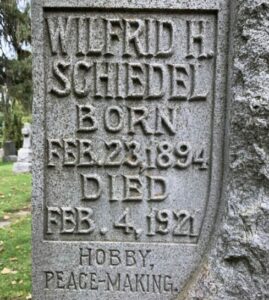 WILFRID H.
SCHIEDEL
BORN
FEB. 23, 1894
DIED
FEB. 4, 1921
HOBBY,
PEACE-MAKING.